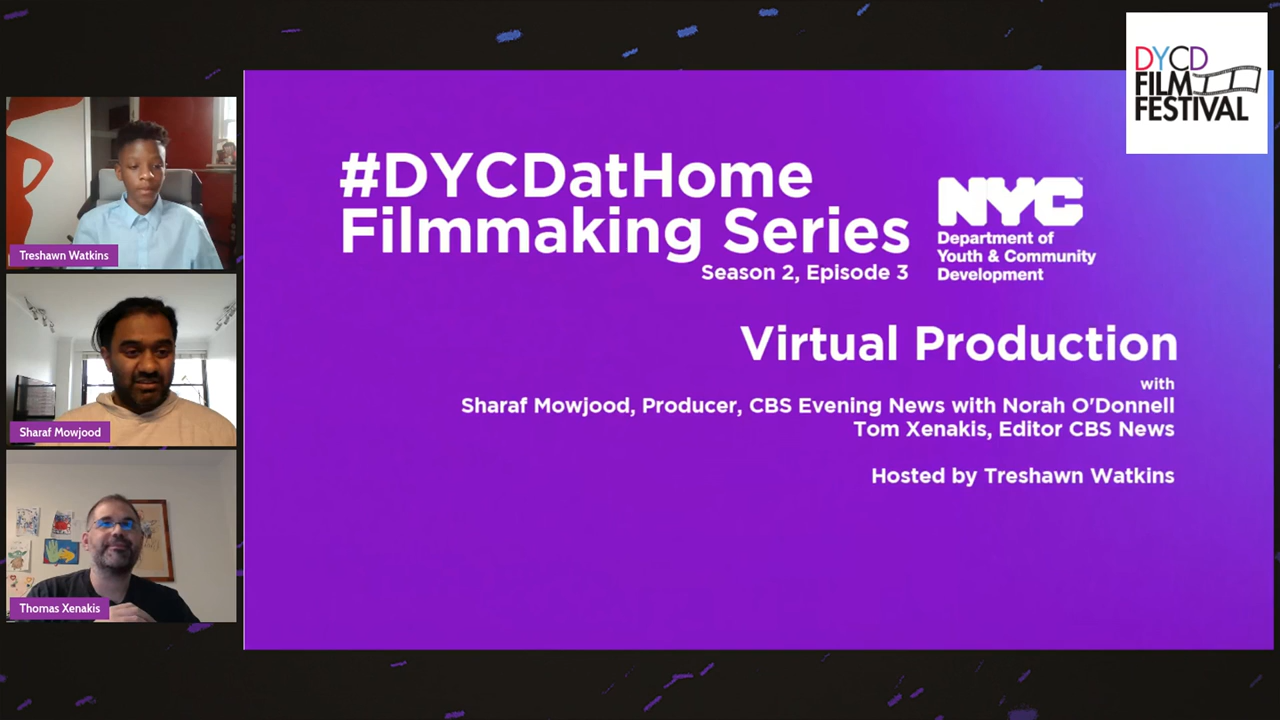 DYCD
FILM
FESTIVAL
#DYCDatHome
Filmmaking Series
Season 2, Episode 3
NYC
Department of
Youth & Community
Development
Virtual Production
with
Sharaf Mowjood, Producer, CBS Evening News with Norah O'Donnell
Tom Xenakis, Editor CBS News
Hosted by Treshawn Watkins
Treshawn Watkins
Sharaf Mowjood
Thomas Xenakis